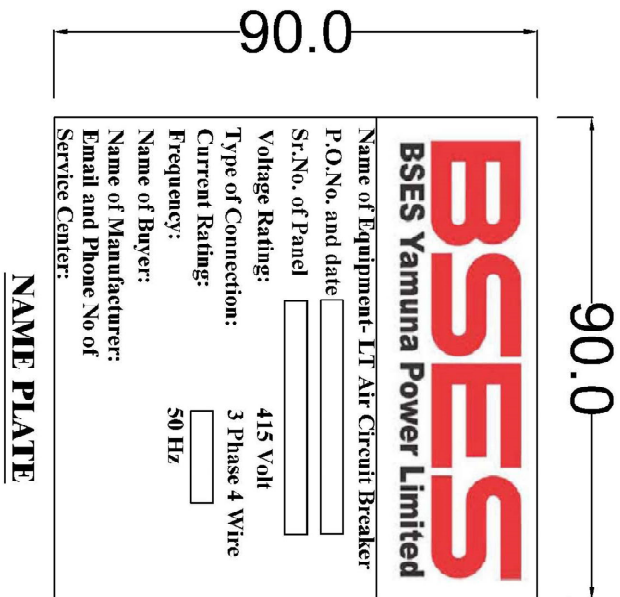 90.0
90.0
BSES
BSES Yamuna Power Limited
Name of Equipment- LT Air Circuit Breaker
P.O.No. and date
Sr.No. of Panel
Voltage Rating: 415 Volt
Type of Connection: 3 Phase 4 Wire
Current Rating:
Frequency: 50 Hz
Name of Buyer:
Name of Manufacturer:
Email and Phone No of
Service Center:
NAME PLATE